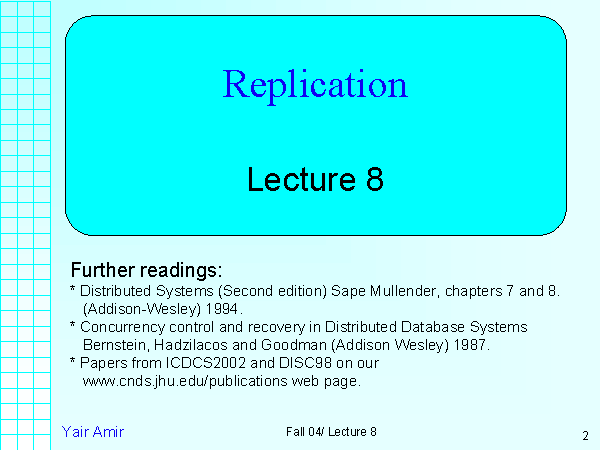 Replication
Lecture 8
Further readings:
* Distributed Systems (Second edition) Sape Mullender, chapters 7 and 8.
(Addison-Wesley) 1994.
* Concurrency control and recovery in Distributed Database Systems
Bernstein, Hadzilacos and Goodman (Addison Wesley) 1987.
* Papers from ICDCS2002 and DISC98 on our
www.cnds.jhu.edu/publications web page.
Yair Amir
Fall 04/ Lecture 8
2